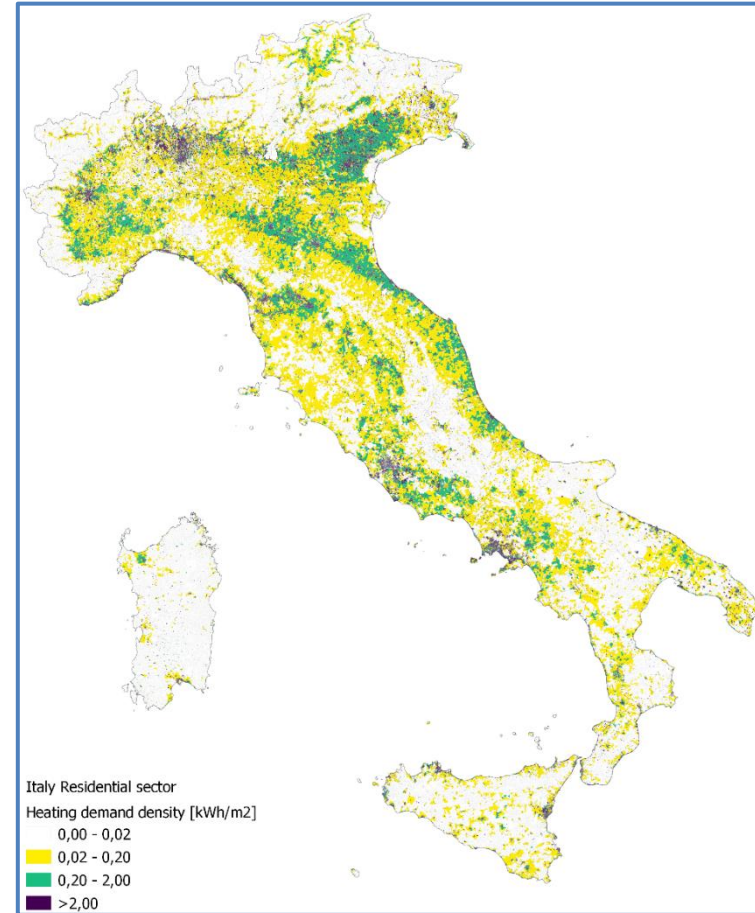 Italy Residential sector
Heating demand density [kWh/m2]
0,00 - 0,02
0,02 - 0,20
0,20 - 2,00
>2,00